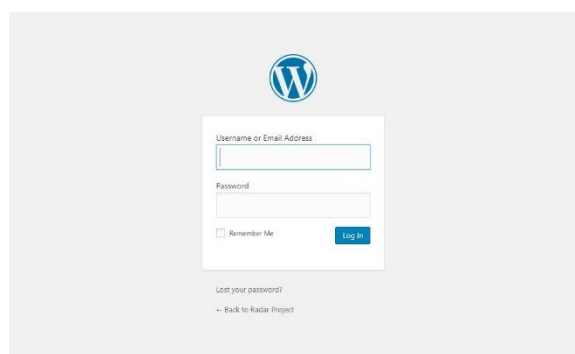 Username or Email Address
Password
Remember Me
Log In
Lost your password?
← Back to Radar Project